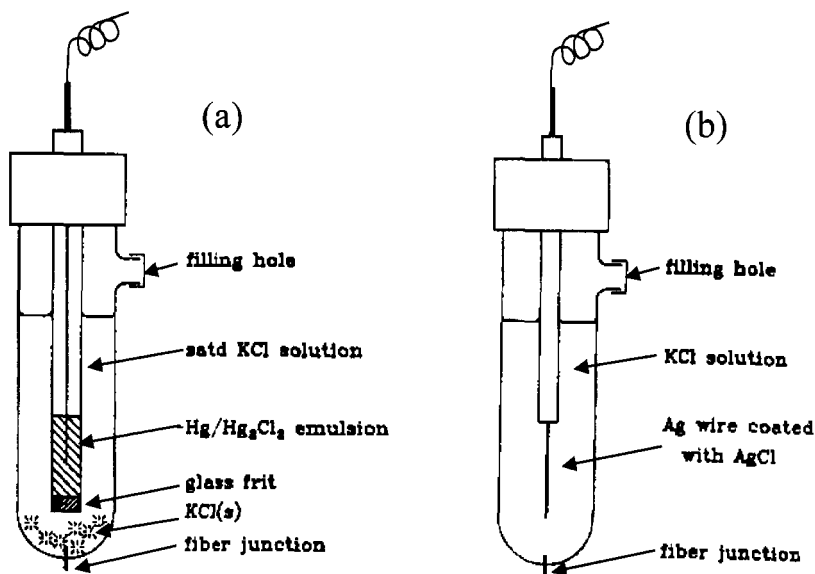 (a)
filling hole
satd KCl solution
Hg/Hg₂Cl₂ emulsion
glass frit
KCl(s)
fiber junction
(b)
filling hole
KCl solution
Ag wire coated
with AgCl
fiber junction